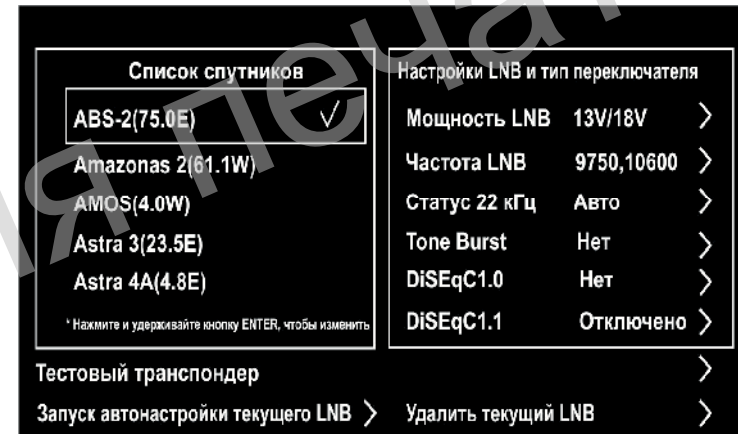 Список спутников
ABS-2(75.0E)
Amazonas 2(61.1W)
AMOS(4.0W)
Astra 3(23.5E)
Astra 4A(4.8E)
* Нажмите и удерживайте кнопку ENTER, чтобы изменить
Настройки LNB и тип переключателя
Мощность LNB 13V/18V
Частота LNB 9750,10600
Статус 22 кГц Авто
Tone Burst Нет
DiSEqC1.0 Нет
DiSEqC1.1 Отключено
Тестовый транспондер
Запуск автонастройки текущего LNB
Удалить текущий LNB